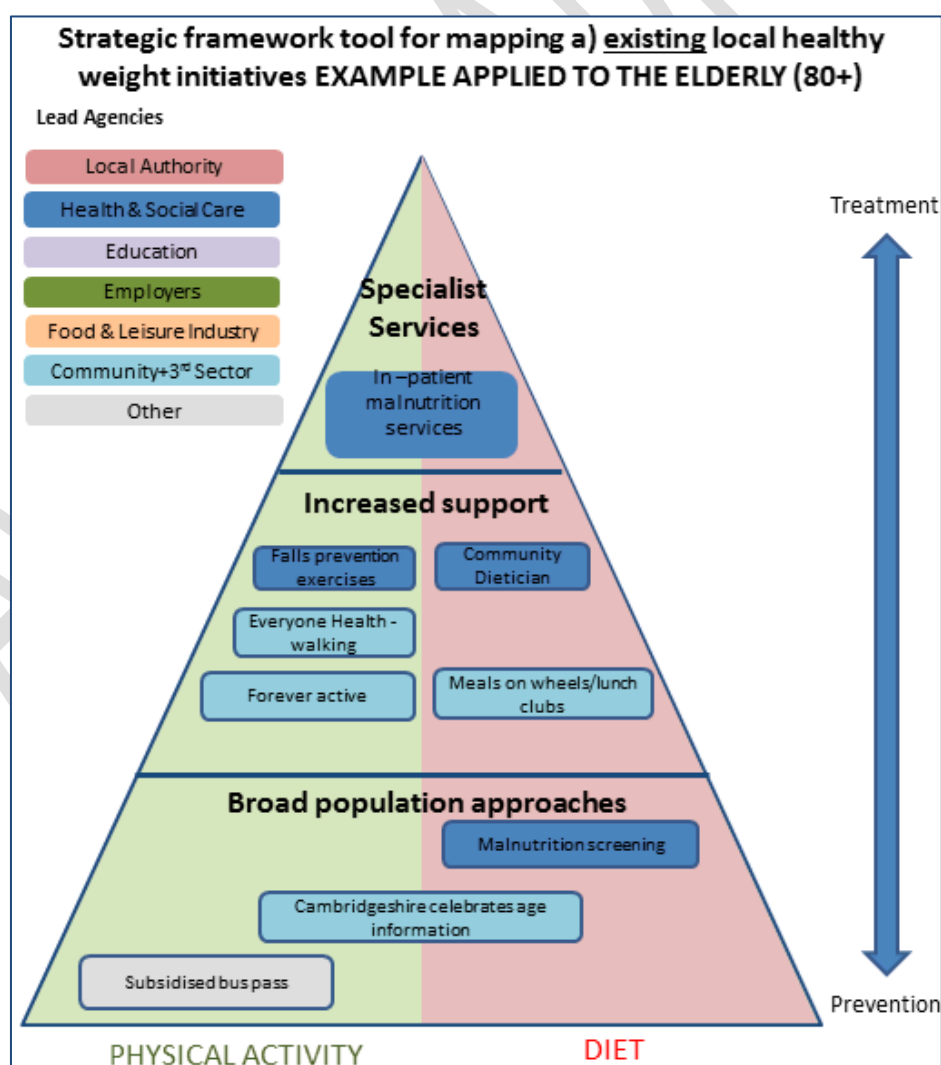 Strategic framework tool for mapping a) existing local healthy
weight initiatives EXAMPLE APPLIED TO THE ELDERLY (80+)
Lead Agencies
Local Authority
Health & Social Care
Education
Employers
Food & Leisure Industry
Community+3rd Sector
Other
Treatment
Specialist
Services
In –patient
malnutrition
services
Increased support
Falls prevention
exercises
Community
Dietician
Everyone Health -
walking
Forever active
Meals on wheels/lunch
clubs
Broad population approaches
Malnutrition screening
Cambridgeshire celebrates age
information
Subsidised bus pass
Prevention
PHYSICAL ACTIVITY
DIET